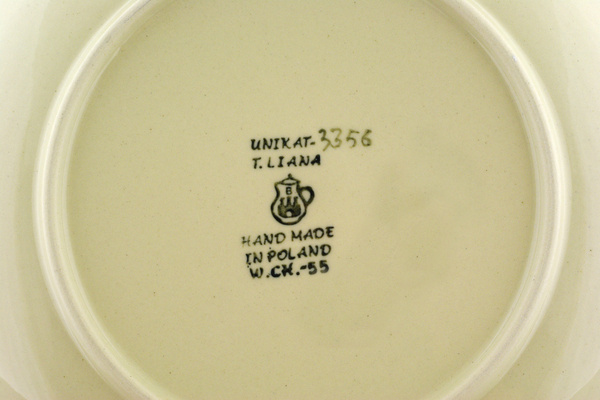 UNIKAT-3356
T. LIANA
B
HAND MADE
IN POLAND
W.CH.-55